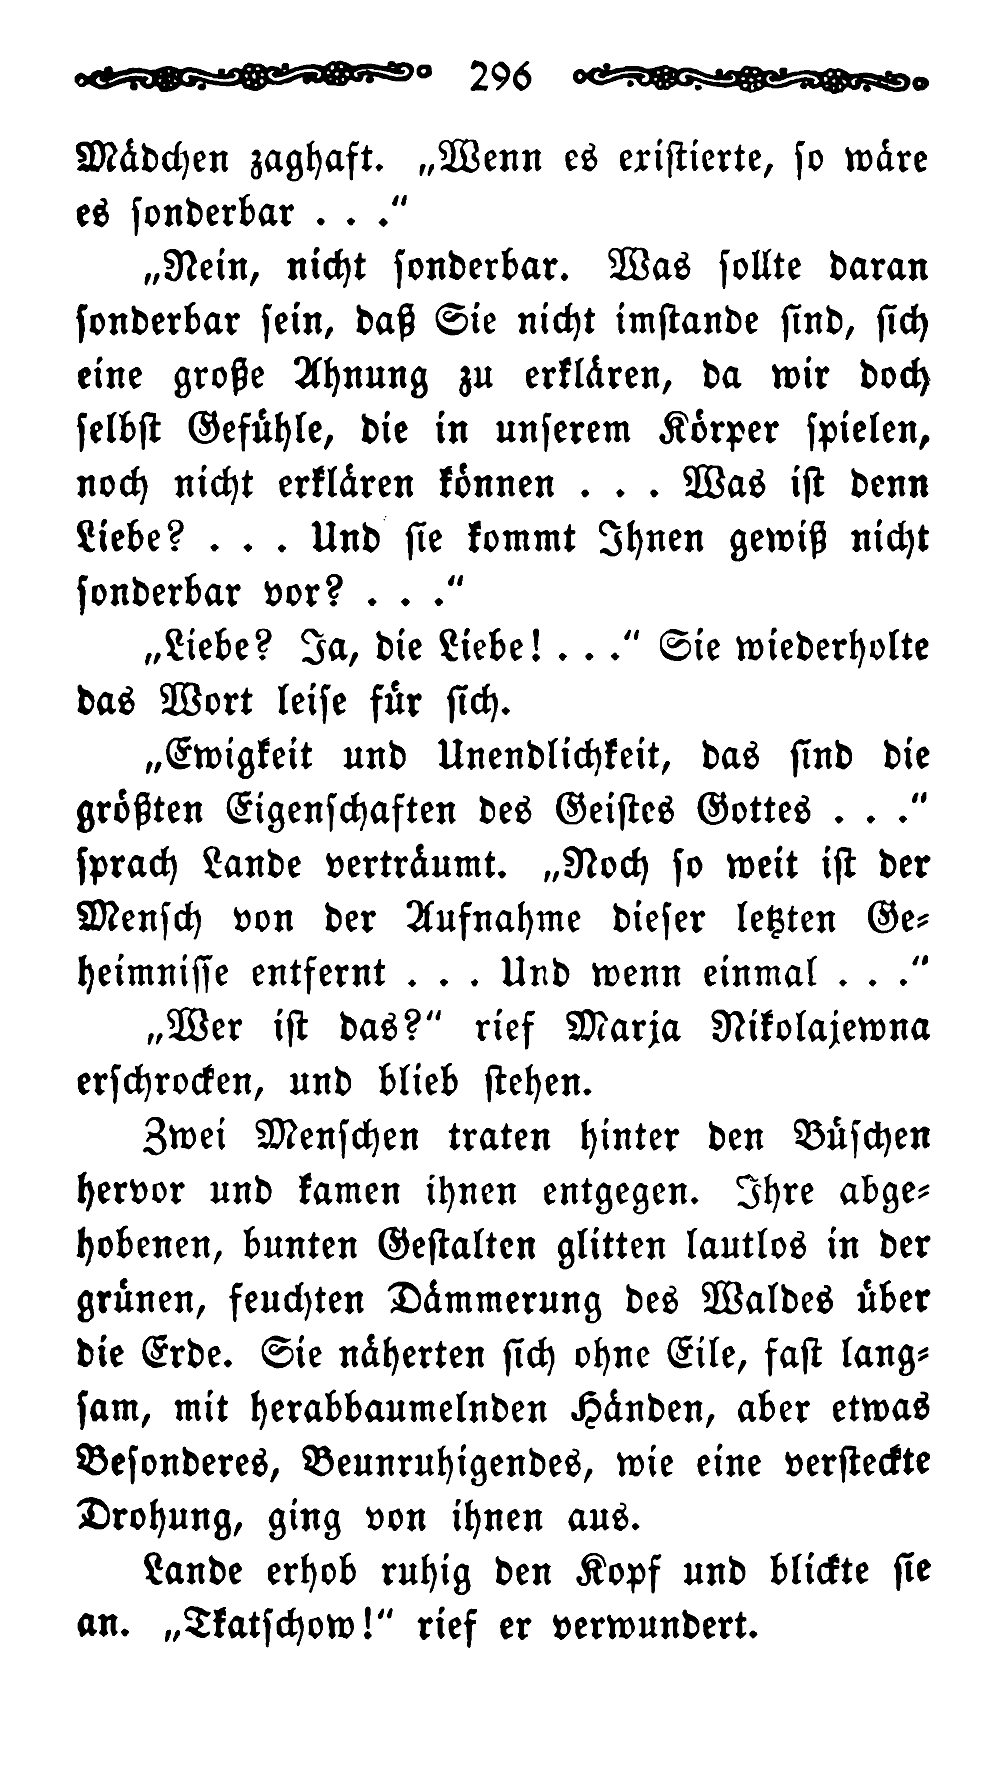 296
Mädchen zaghaft. „Wenn es existierte, so wäre
es sonderbar . . .“
„Nein, nicht sonderbar. Was sollte daran
sonderbar sein, daß Sie nicht imstande sind, sich
eine große Ahnung zu erklären, da wir doch
selbst Gefühle, die in unserem Körper spielen,
noch nicht erklären können . . . Was ist denn
Liebe? . . . Und sie kommt Ihnen gewiß nicht
sonderbar vor? . . .“
„Liebe? Ja, die Liebe! . . .“ Sie wiederholte
das Wort leise für sich.
„Ewigkeit und Unendlichkeit, das sind die
größten Eigenschaften des Geistes Gottes . . .“
sprach Lande verträumt. „Noch so weit ist der
Mensch von der Aufnahme dieser letzten Ge-
heimnisse entfernt . . . Und wenn einmal . . .“
„Wer ist das?“ rief Marja Nikolajewna
erschrocken, und blieb stehen.
Zwei Menschen traten hinter den Büschen
hervor und kamen ihnen entgegen. Ihre abge-
hobenen, bunten Gestalten glitten lautlos in der
grünen, feuchten Dämmerung des Waldes über
die Erde. Sie näherten sich ohne Eile, fast lang-
sam, mit herabbaumelnden Händen, aber etwas
Besonderes, Beunruhigendes, wie eine versteckte
Drohung, ging von ihnen aus.
Lande erhob ruhig den Kopf und blickte sie
an. „Tkatschow!“ rief er verwundert.